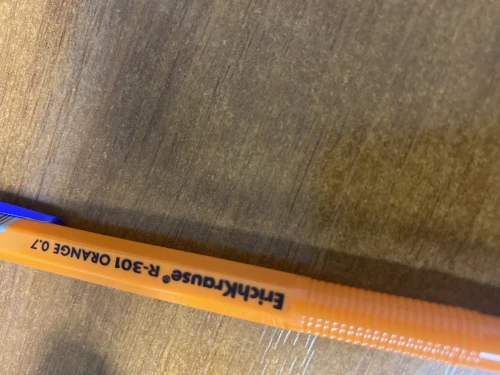 ErichKrause® R-301 ORANGE 0.7